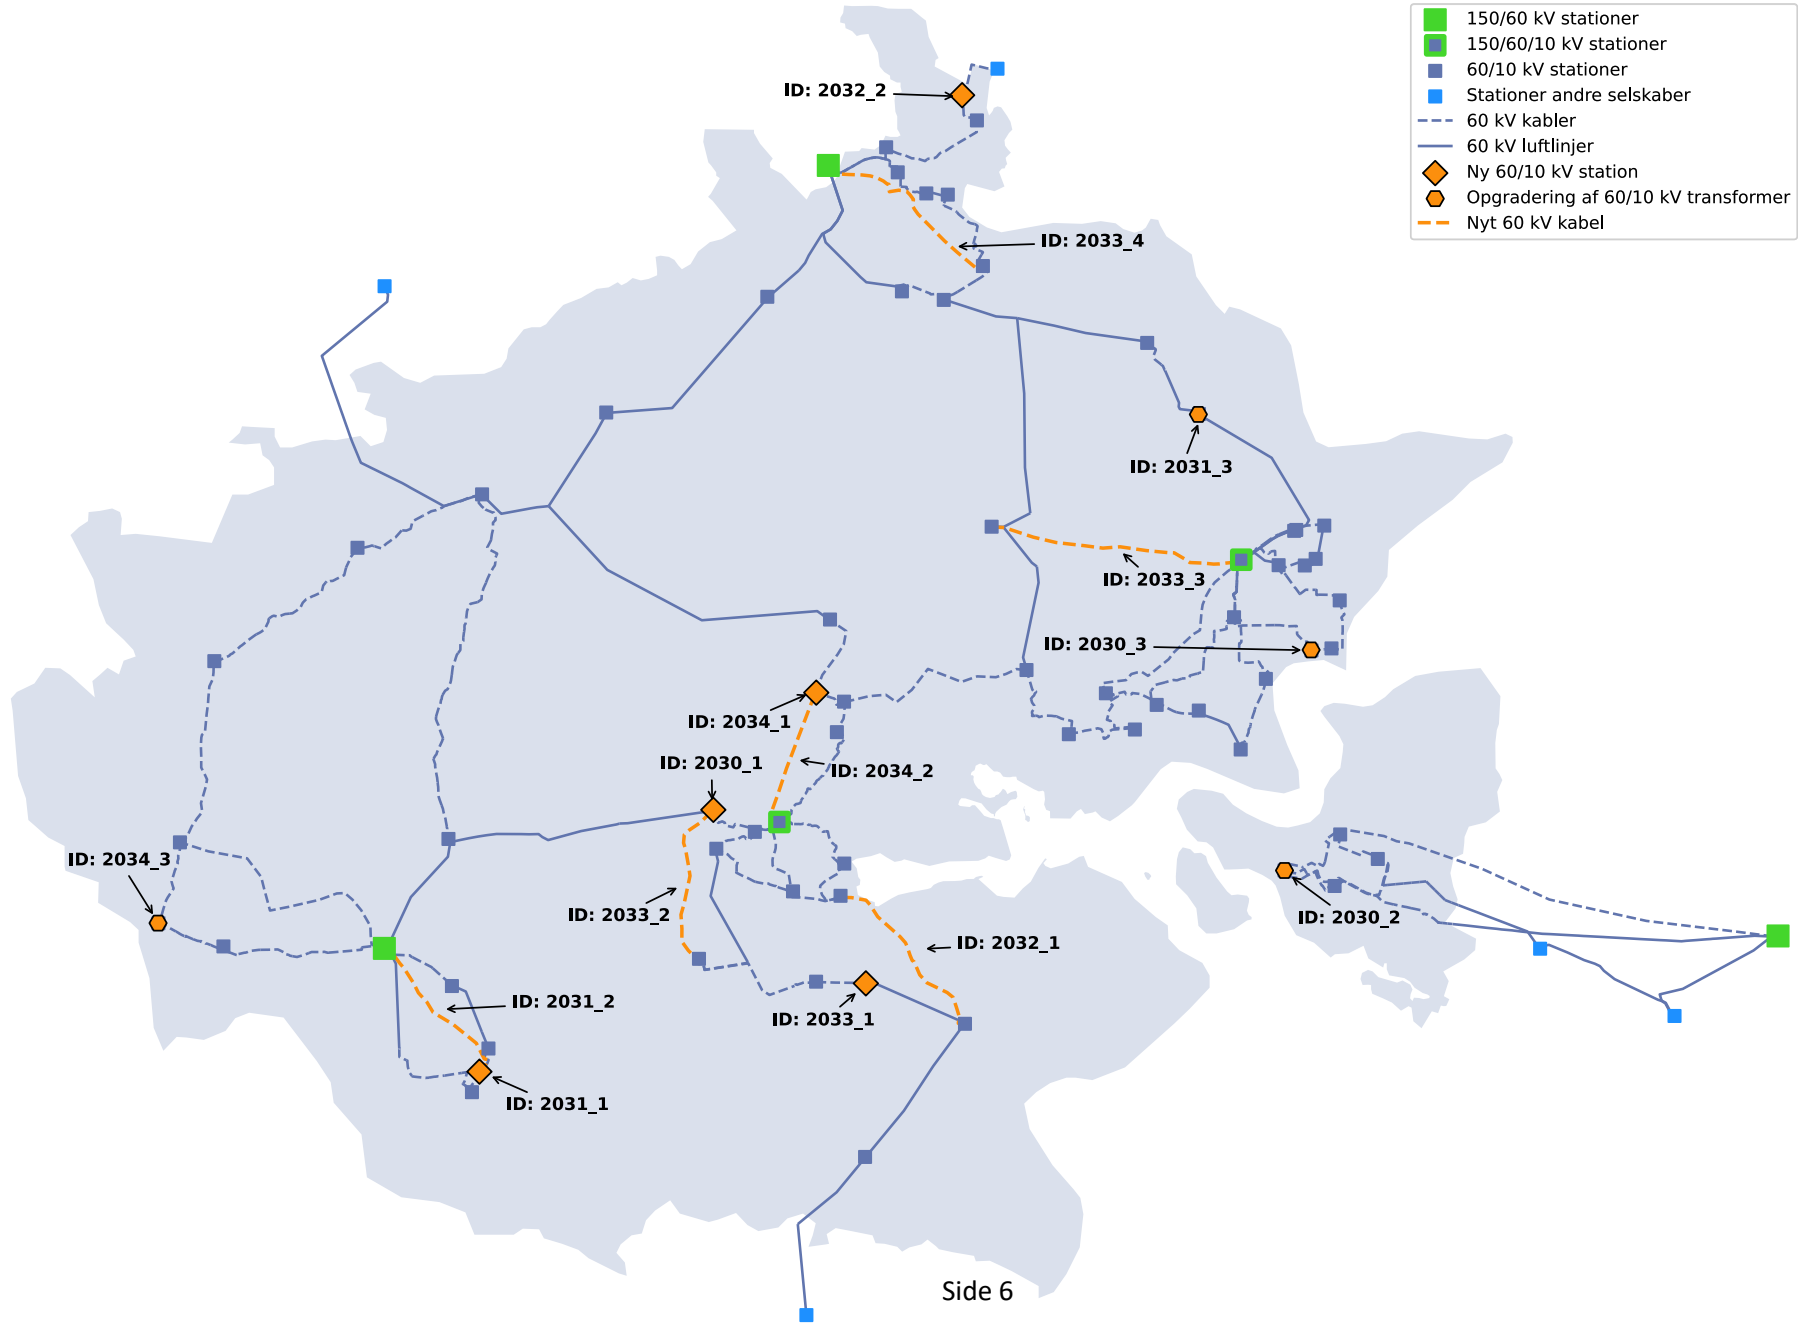 150/60 kV stationer
150/60/10 kV stationer
60/10 kV stationer
Stationer andre selskaber
60 kV kabler
60 kV luftlinjer
Ny 60/10 kV station
Opgradering af 60/10 kV transformer
Nyt 60 kV kabel
ID: 2032_2
ID: 2033_4
ID: 2031_3
ID: 2033_3
ID: 2030_3
ID: 2034_1
ID: 2030_1
ID: 2034_2
ID: 2034_3
ID: 2033_2
ID: 2030_2
ID: 2032_1
ID: 2031_2
ID: 2033_1
ID: 2031_1
Side 6